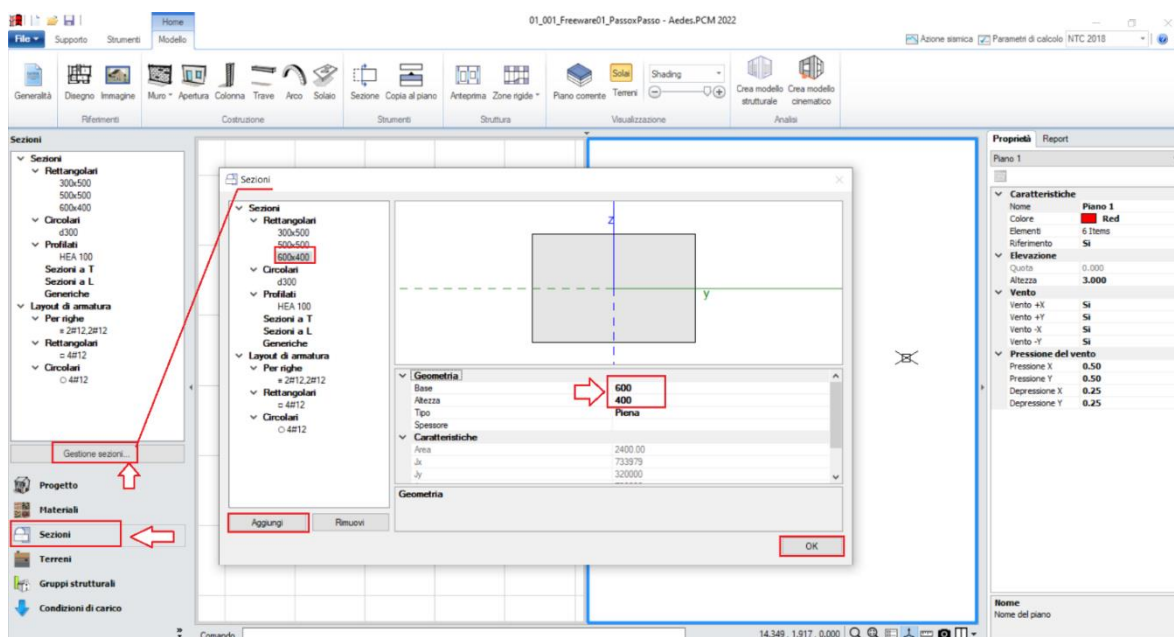 01_001_Freeware01_PassoxPasso - Aedes.PCM 2022
Home
File Supporto Strumenti Modello
Azione sismica Parametri di calcolo NTC 2018
Generalità Disegno Immagine Muro Apertura Colonna Trave Arco Solaio Sezione Copia al piano Anteprima Zone rigide Piano corrente Solai Terreni Shading Crea modello strutturale Crea modello cinematico
Riferimenti Costruzione Strumenti Struttura Visualizzazione Analisi
Sezioni
Sezioni
Rettangolari
300x500
500x500
600x400
Circolari
d300
Profilati
HEA 100
Sezioni a T
Sezioni a L
Generiche
Layout di armatura
Per righe
2#12,2#12
Rettangolari
4#12
Circolari
4#12
Gestione sezioni...
Progetto
Materiali
Sezioni
Terreni
Gruppi strutturali
Condizioni di carico
Sezioni
Sezioni
Rettangolari
300x500
500x500
600x400
Circolari
d300
Profilati
HEA 100
Sezioni a T
Sezioni a L
Generiche
Layout di armatura
Per righe
2#12,2#12
Rettangolari
4#12
Circolari
4#12
Aggiungi Rimuovi
z
y
Geometria
Base 600
Altezza 400
Tipo Piena
Spessore
Caratteristiche
Area 2400.00
Jx 733979
Jy 320000
Geometria
OK
Proprietà Report
Piano 1
Caratteristiche
Nome Piano 1
Colore Red
Elementi 6 Items
Riferimento Sì
Elevazione
Quota 0.000
Altezza 3.000
Vento
Vento +X Sì
Vento +Y Sì
Vento -X Sì
Vento -Y Sì
Pressione del vento
Pressione X 0.50
Pressione Y 0.50
Depressione X 0.25
Depressione Y 0.25
Nome
Nome del piano
Comando 14.349, 1.917, 0.000